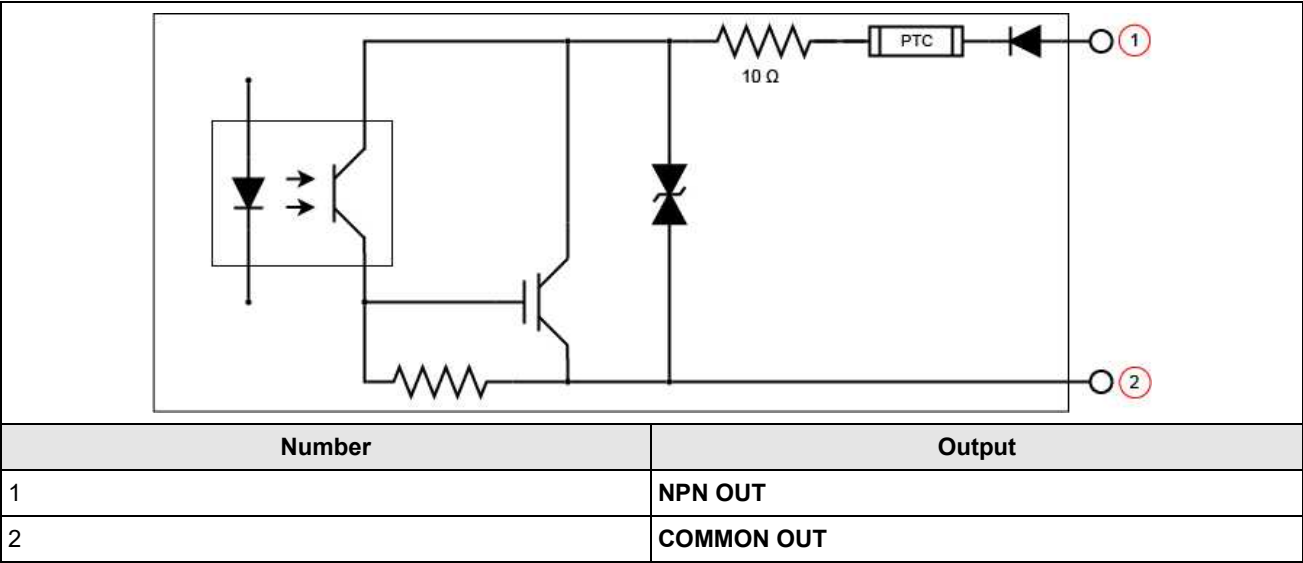 PTC
1
10 Ω
2
Number Output
1 NPN OUT
2 COMMON OUT